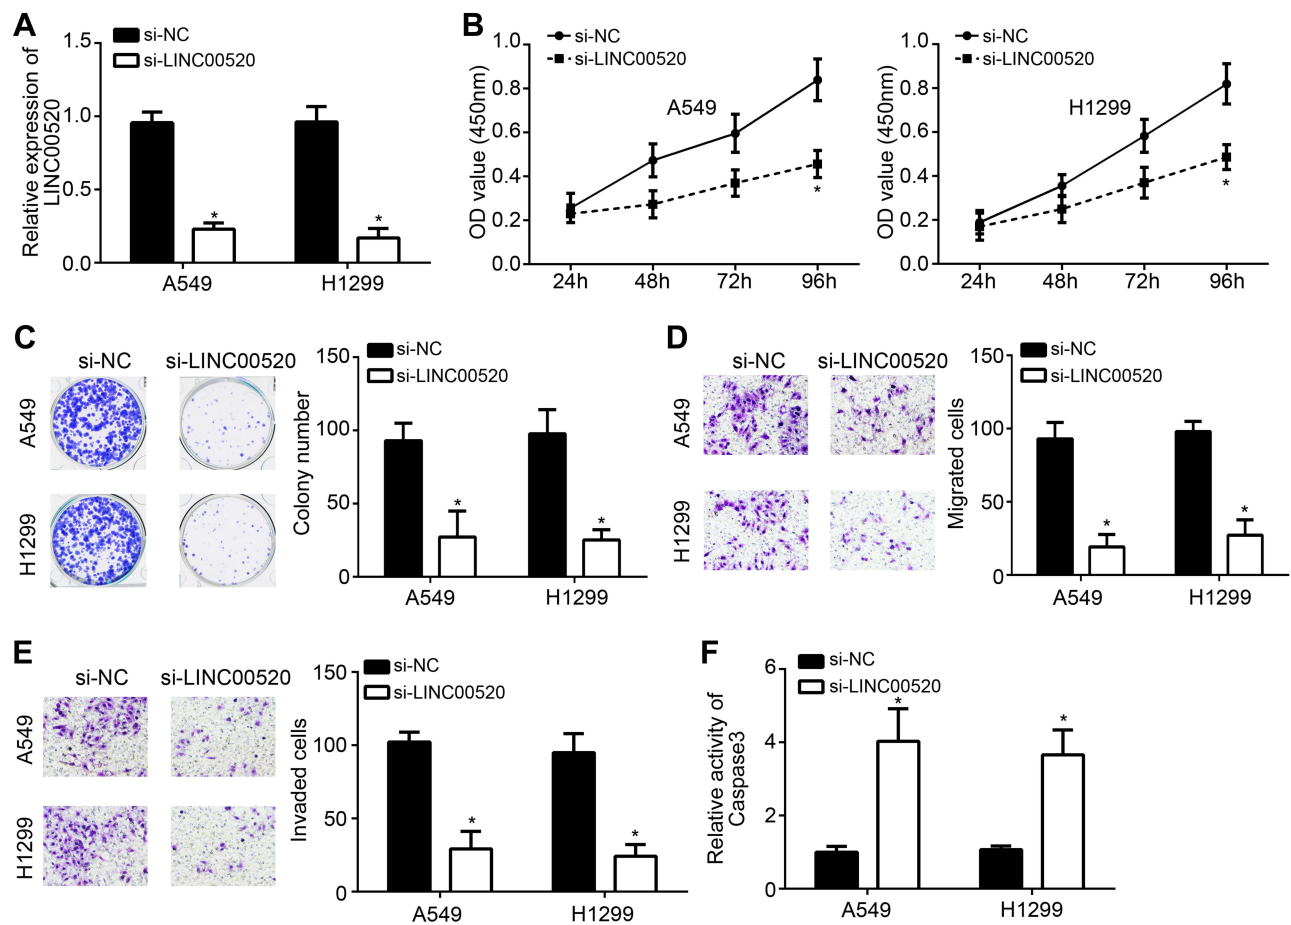 A
Relative expression of
LINC00520
1.5
1.0
0.5
0.0
si-NC
si-LINC00520
*
*
A549
H1299
B
OD value (450nm)
1.0
0.8
0.6
0.4
0.2
0.0
si-NC
si-LINC00520
A549
*
24h
48h
72h
96h
OD value (450nm)
1.0
0.8
0.6
0.4
0.2
0.0
si-NC
si-LINC00520
H1299
*
24h
48h
72h
96h
C
si-NC
si-LINC00520
A549
H1299
Colony number
150
100
50
0
si-NC
si-LINC00520
*
*
A549
H1299
D
si-NC
si-LINC00520
A549
H1299
Migrated cells
150
100
50
0
si-NC
si-LINC00520
*
*
A549
H1299
E
si-NC
si-LINC00520
A549
H1299
Invaded cells
150
100
50
0
si-NC
si-LINC00520
*
*
A549
H1299
F
Relative activity of
Caspase3
6
4
2
0
si-NC
si-LINC00520
*
*
A549
H1299